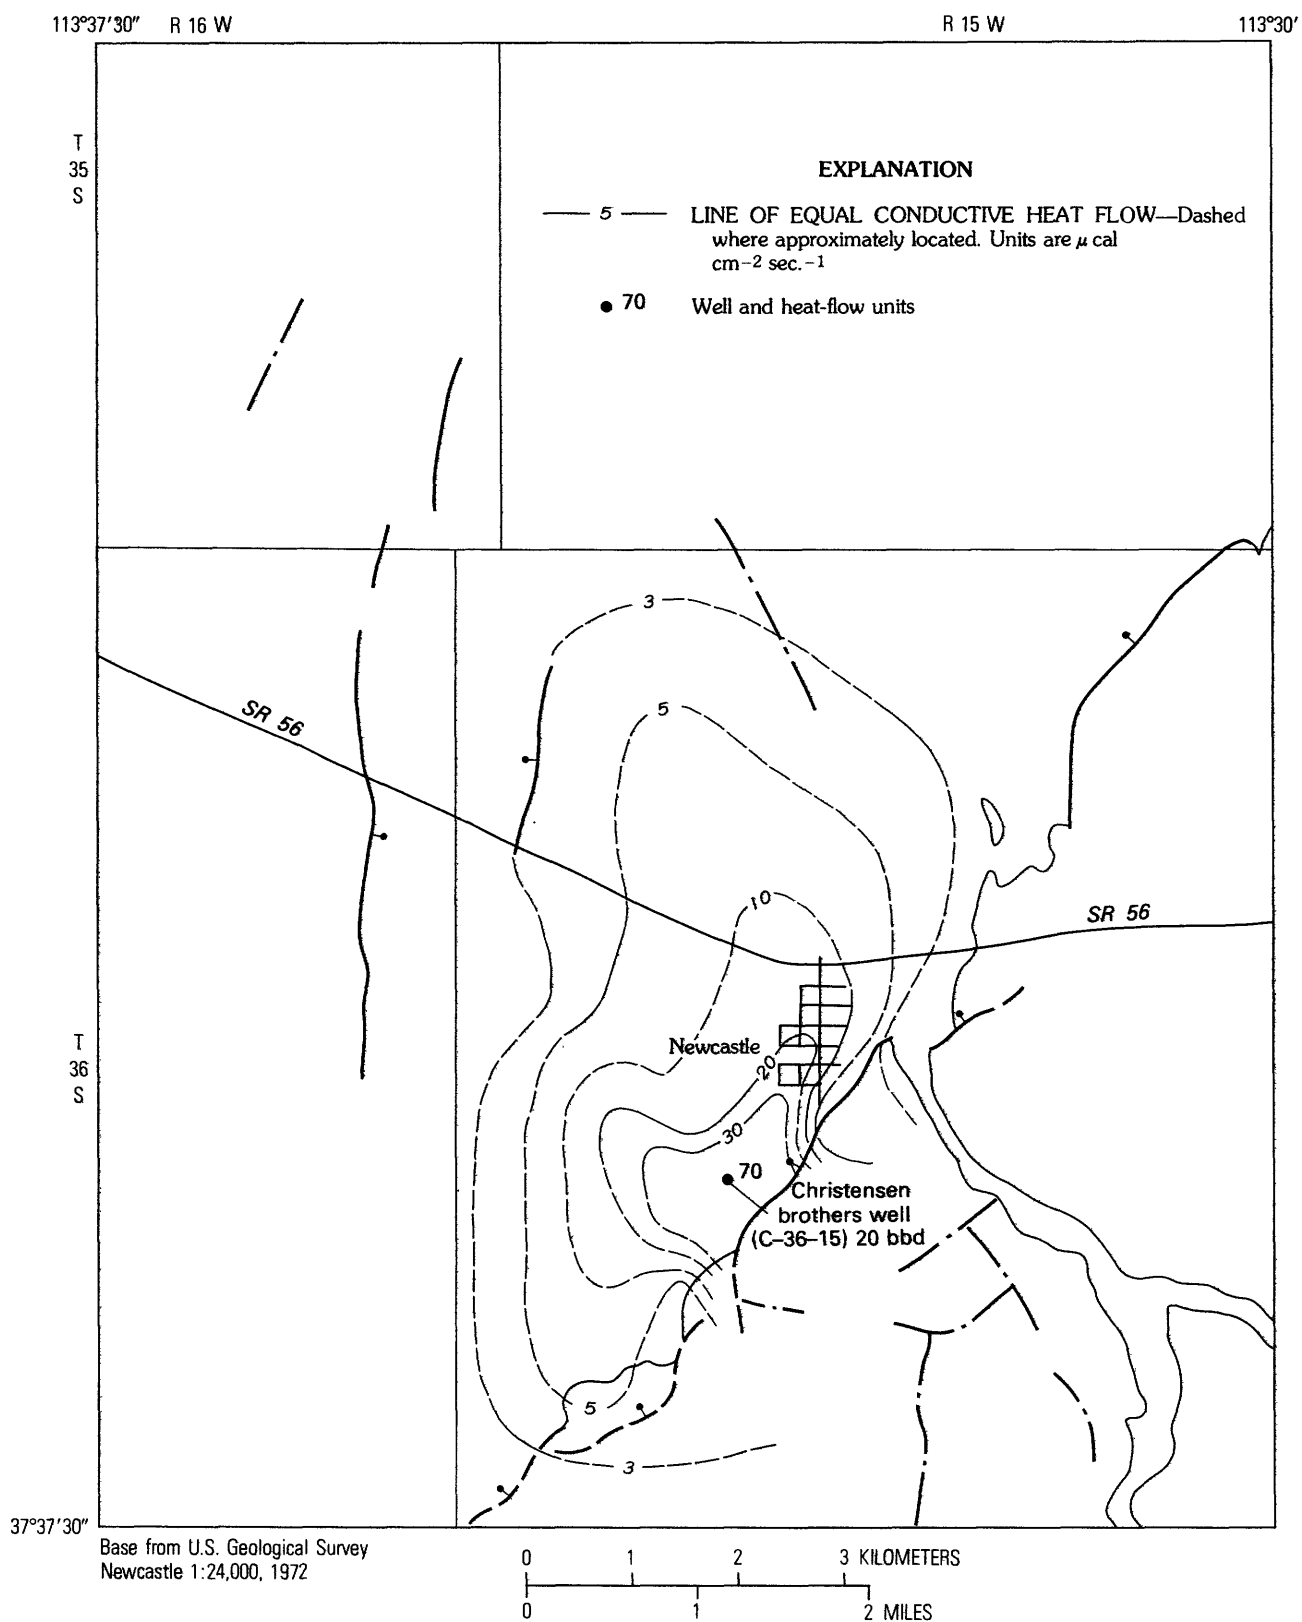 113°37'30" R 16 W R 15 W 113°30'
T
35
S
EXPLANATION
5 LINE OF EQUAL CONDUCTIVE HEAT FLOW—Dashed
where approximately located. Units are μ cal
cm⁻² sec.⁻¹
70 Well and heat-flow units
3
SR 56
5
10
SR 56
T
36
S
Newcastle
20
30
70
Christensen
brothers well
(C–36–15) 20 bbd
5
3
37°37'30"
Base from U.S. Geological Survey
Newcastle 1:24,000, 1972
0 1 2 3 KILOMETERS
0 1 2 MILES